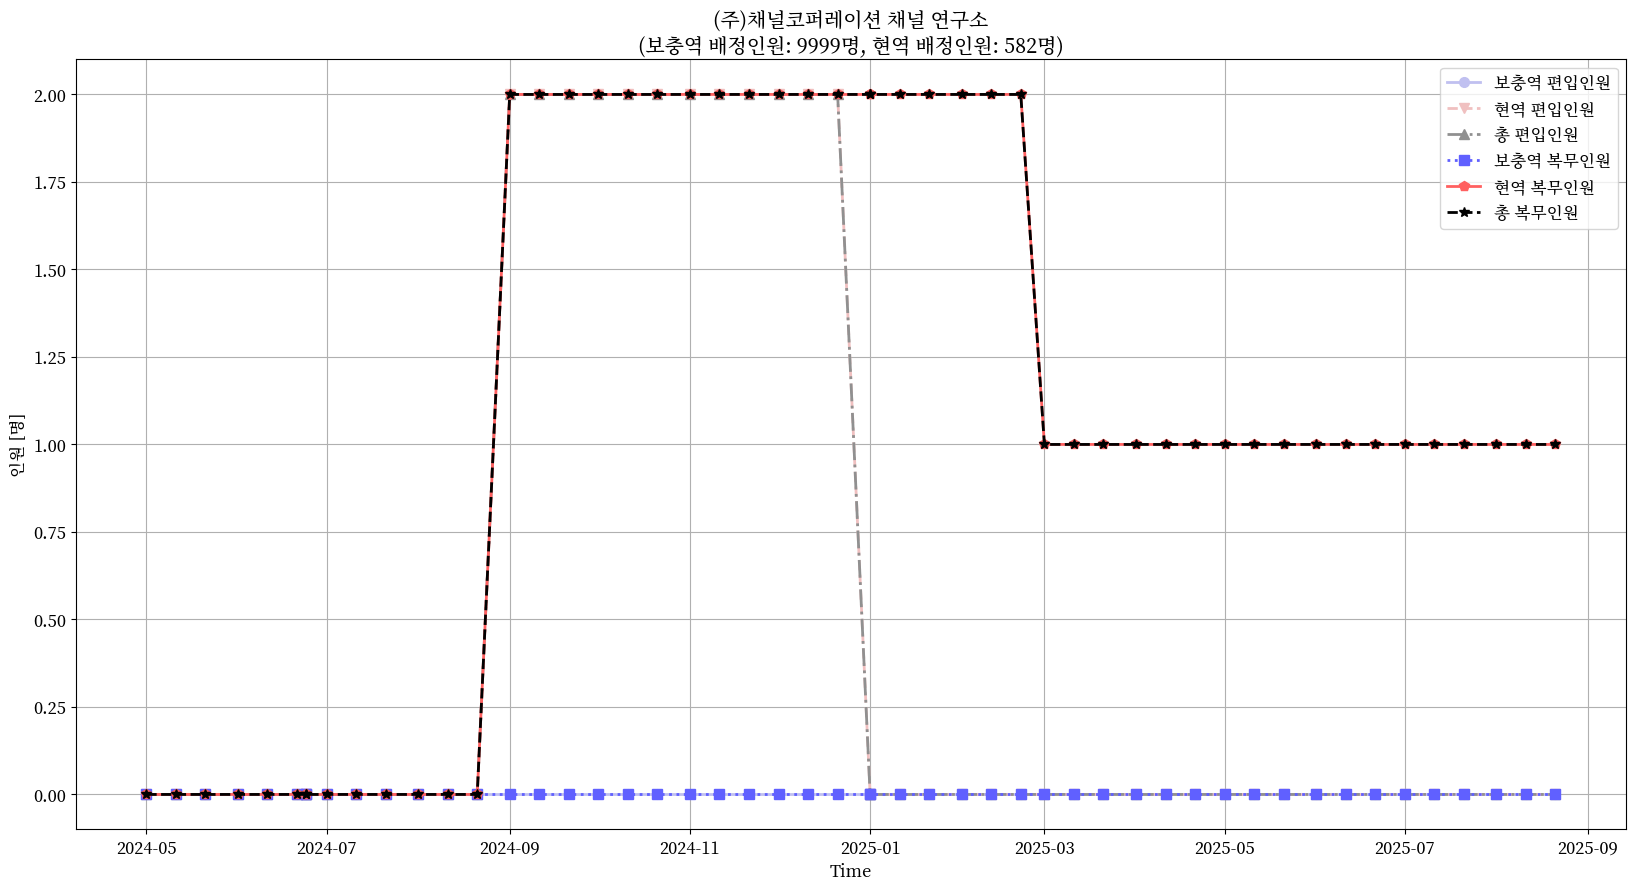 (주)채널코퍼레이션 채널 연구소
(보충역 배정인원: 9999명, 현역 배정인원: 582명)
보충역 편입인원
현역 편입인원
총 편입인원
보충역 복무인원
현역 복무인원
총 복무인원
인원 [명]
2.00
1.75
1.50
1.25
1.00
0.75
0.50
0.25
0.00
2024-05 2024-07 2024-09 2024-11 2025-01 2025-03 2025-05 2025-07 2025-09
Time